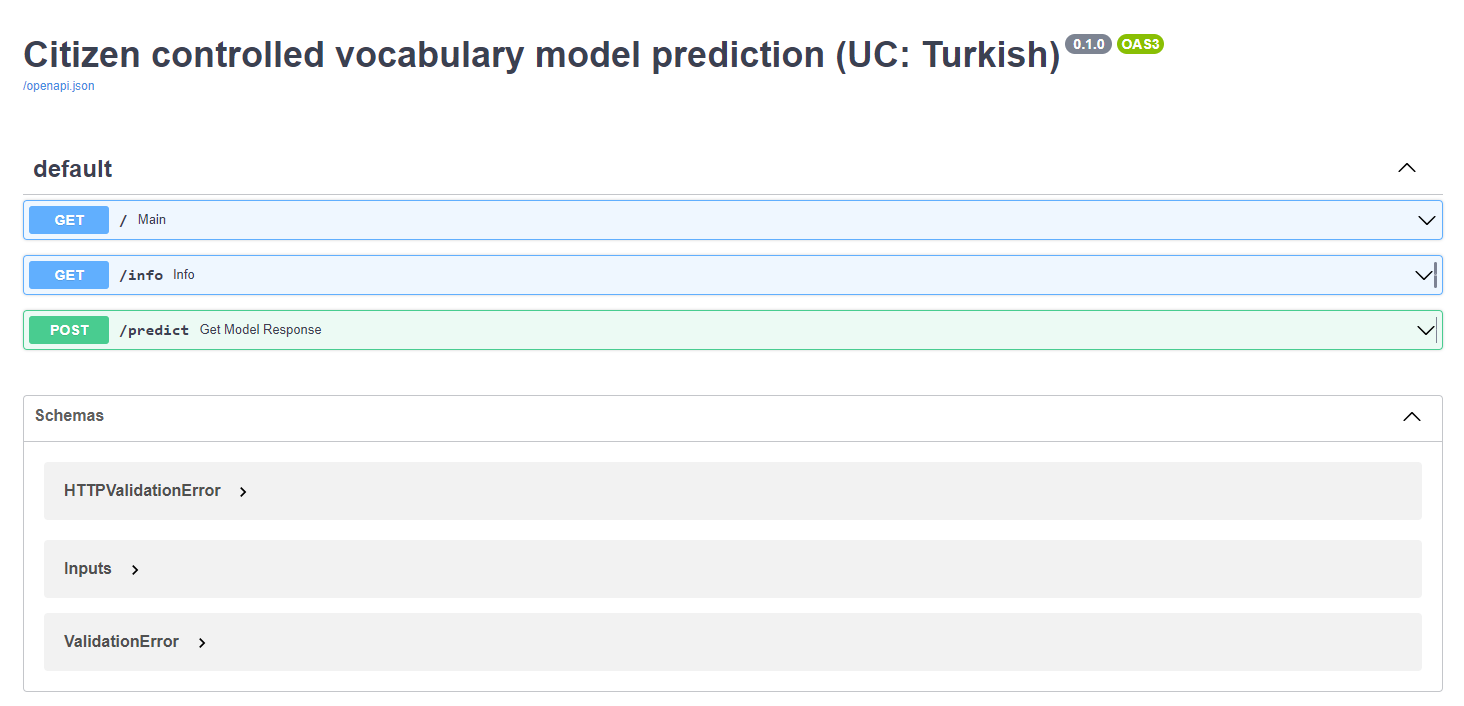 Citizen controlled vocabulary model prediction (UC: Turkish) 0.1.0 OAS3
/openapi.json
default
GET / Main
GET /info Info
POST /predict Get Model Response
Schemas
HTTPValidationError
Inputs
ValidationError